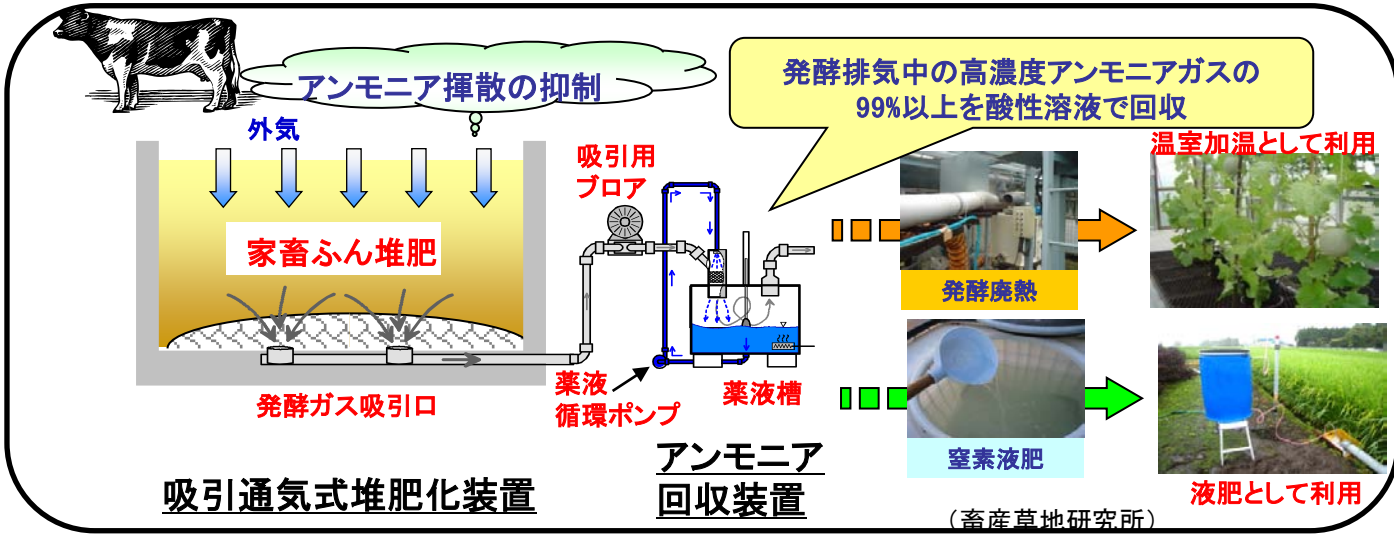 アンモニア揮散の抑制
発酵排気中の高濃度アンモニアガスの
99%以上を酸性溶液で回収
外気
吸引用
ブロア
温室加温として利用
家畜ふん堆肥
発酵廃熱
発酵ガス吸引口
薬液
循環ポンプ
薬液槽
窒素液肥
液肥として利用
吸引通気式堆肥化装置
アンモニア
回収装置
（畜産草地研究所）